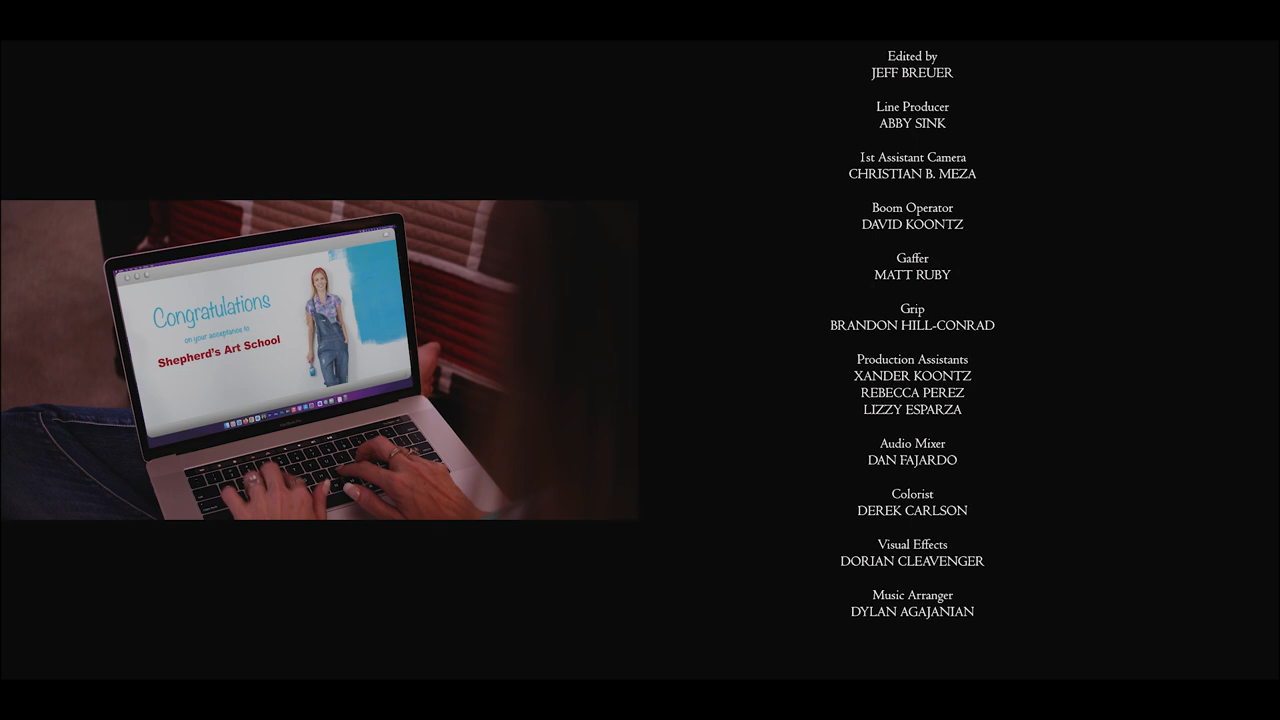 Congratulations
on your acceptance to
Shepherd's Art School
Edited by
JEFF BREUER
Line Producer
ABBY SINK
1st Assistant Camera
CHRISTIAN B. MEZA
Boom Operator
DAVID KOONTZ
Gaffer
MATT RUBY
Grip
BRANDON HILL-CONRAD
Production Assistants
XANDER KOONTZ
REBECCA PEREZ
LIZZY ESPARZA
Audio Mixer
DAN FAJARDO
Colorist
DEREK CARLSON
Visual Effects
DORIAN CLEAVENGER
Music Arranger
DYLAN AGAJANIAN